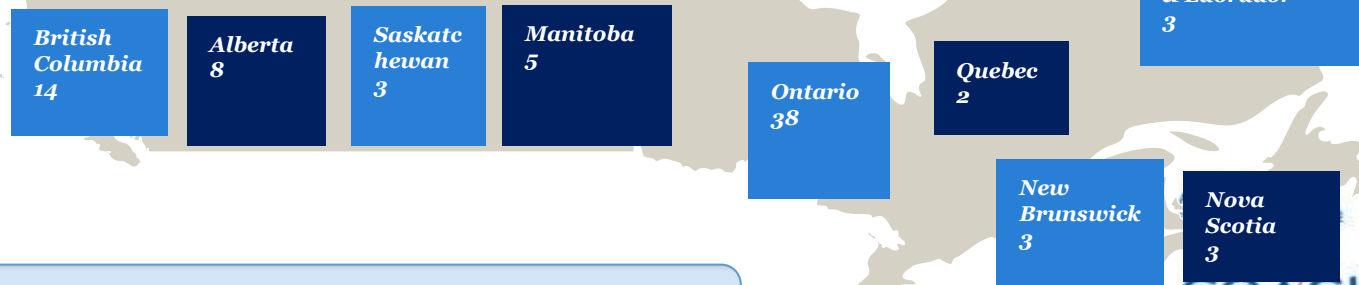 British
Columbia
14
Alberta
8
Saskatc
hewan
3
Manitoba
5
Ontario
38
Quebec
2
3
New
Brunswick
3
Nova
Scotia
3